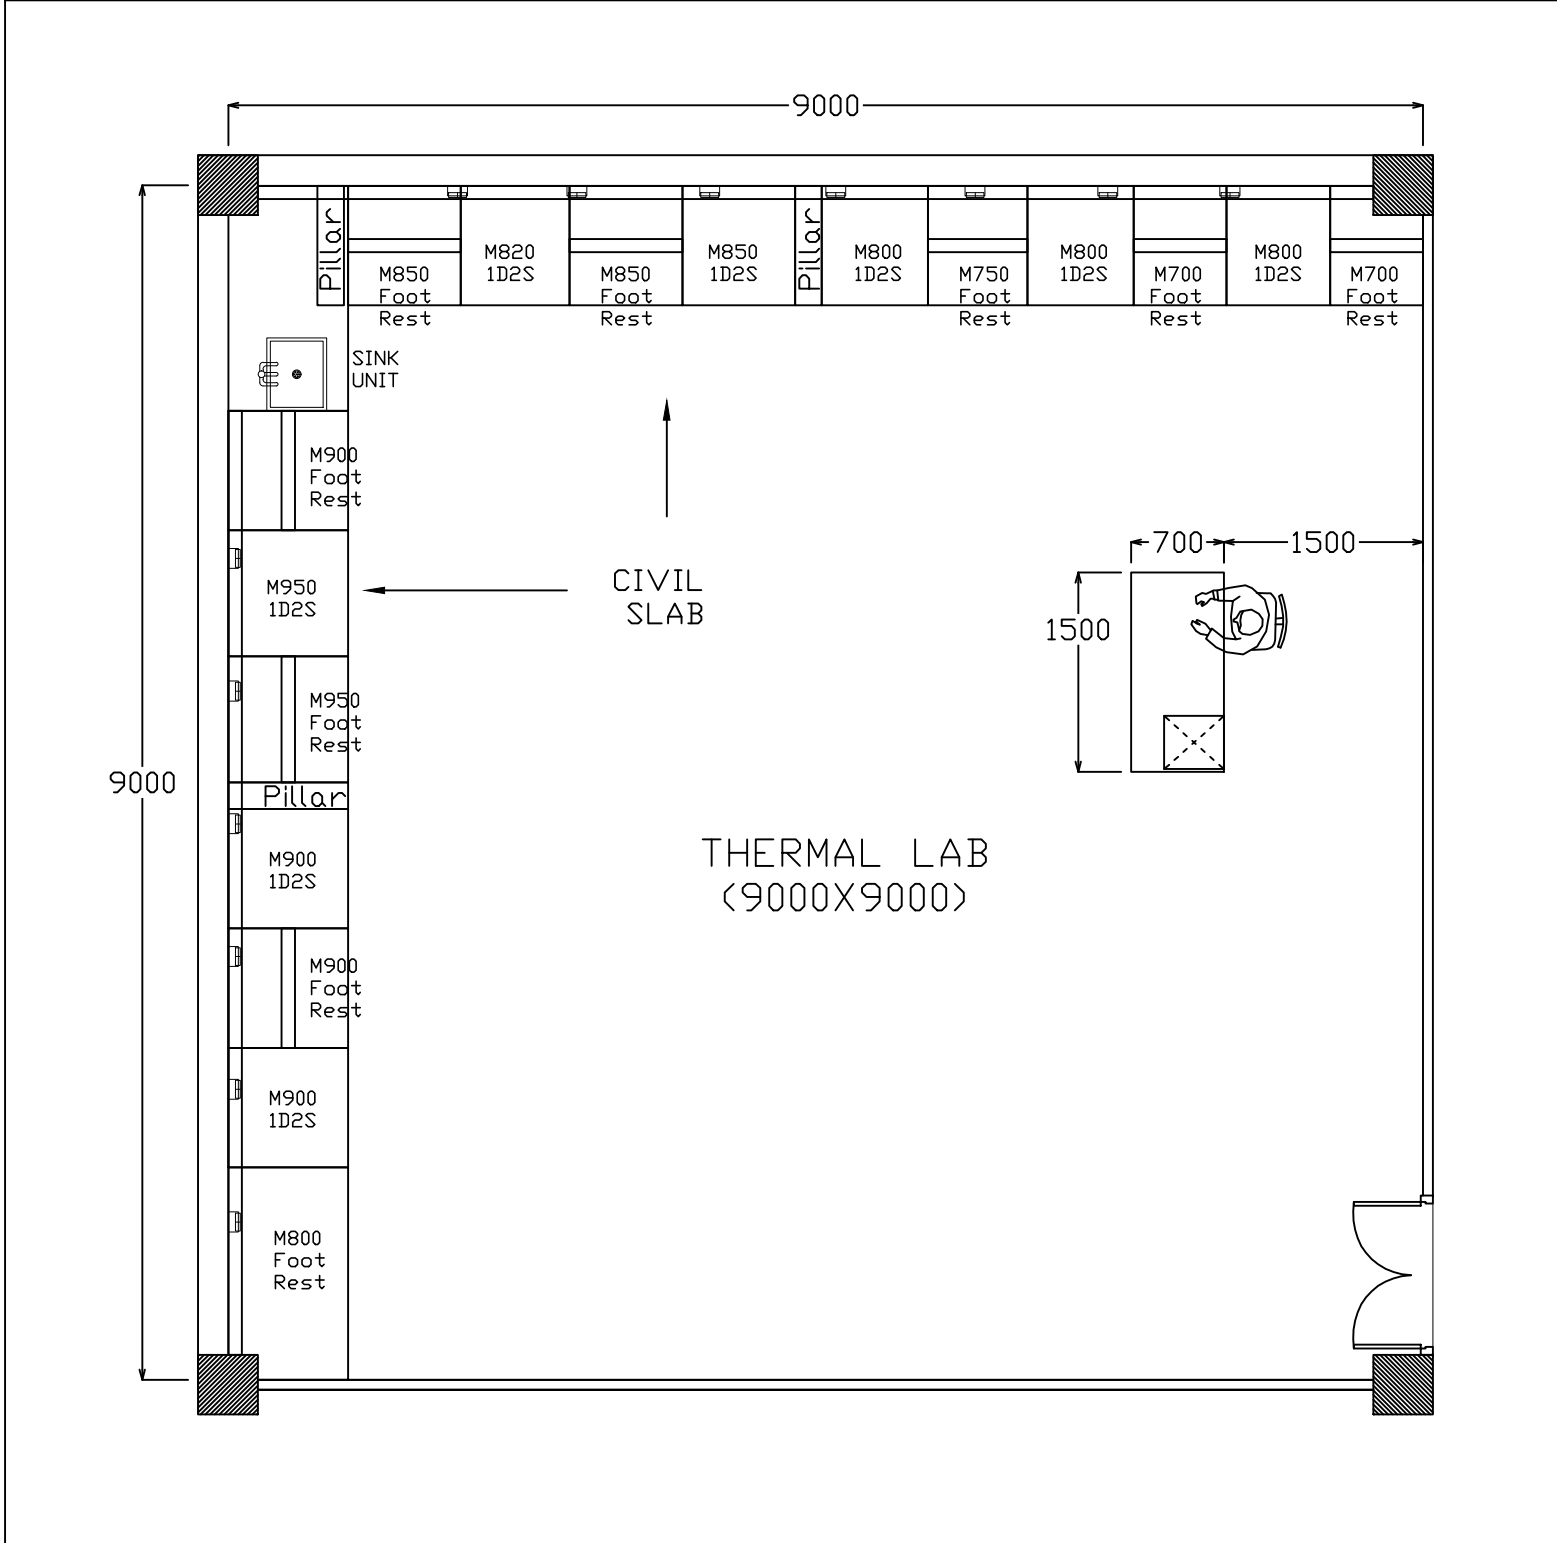 9000
Pillar
M850
Foot
Rest
M820
1D2S
M850
Foot
Rest
M850
1D2S
Pillar
M800
1D2S
M750
Foot
Rest
M800
1D2S
M700
Foot
Rest
M800
1D2S
M700
Foot
Rest
SINK
UNIT
M900
Foot
Rest
M950
1D2S
CIVIL
SLAB
700
1500
1500
M950
Foot
Rest
9000
Pillar
M900
1D2S
THERMAL LAB
(9000X9000)
M900
Foot
Rest
M900
1D2S
M800
Foot
Rest